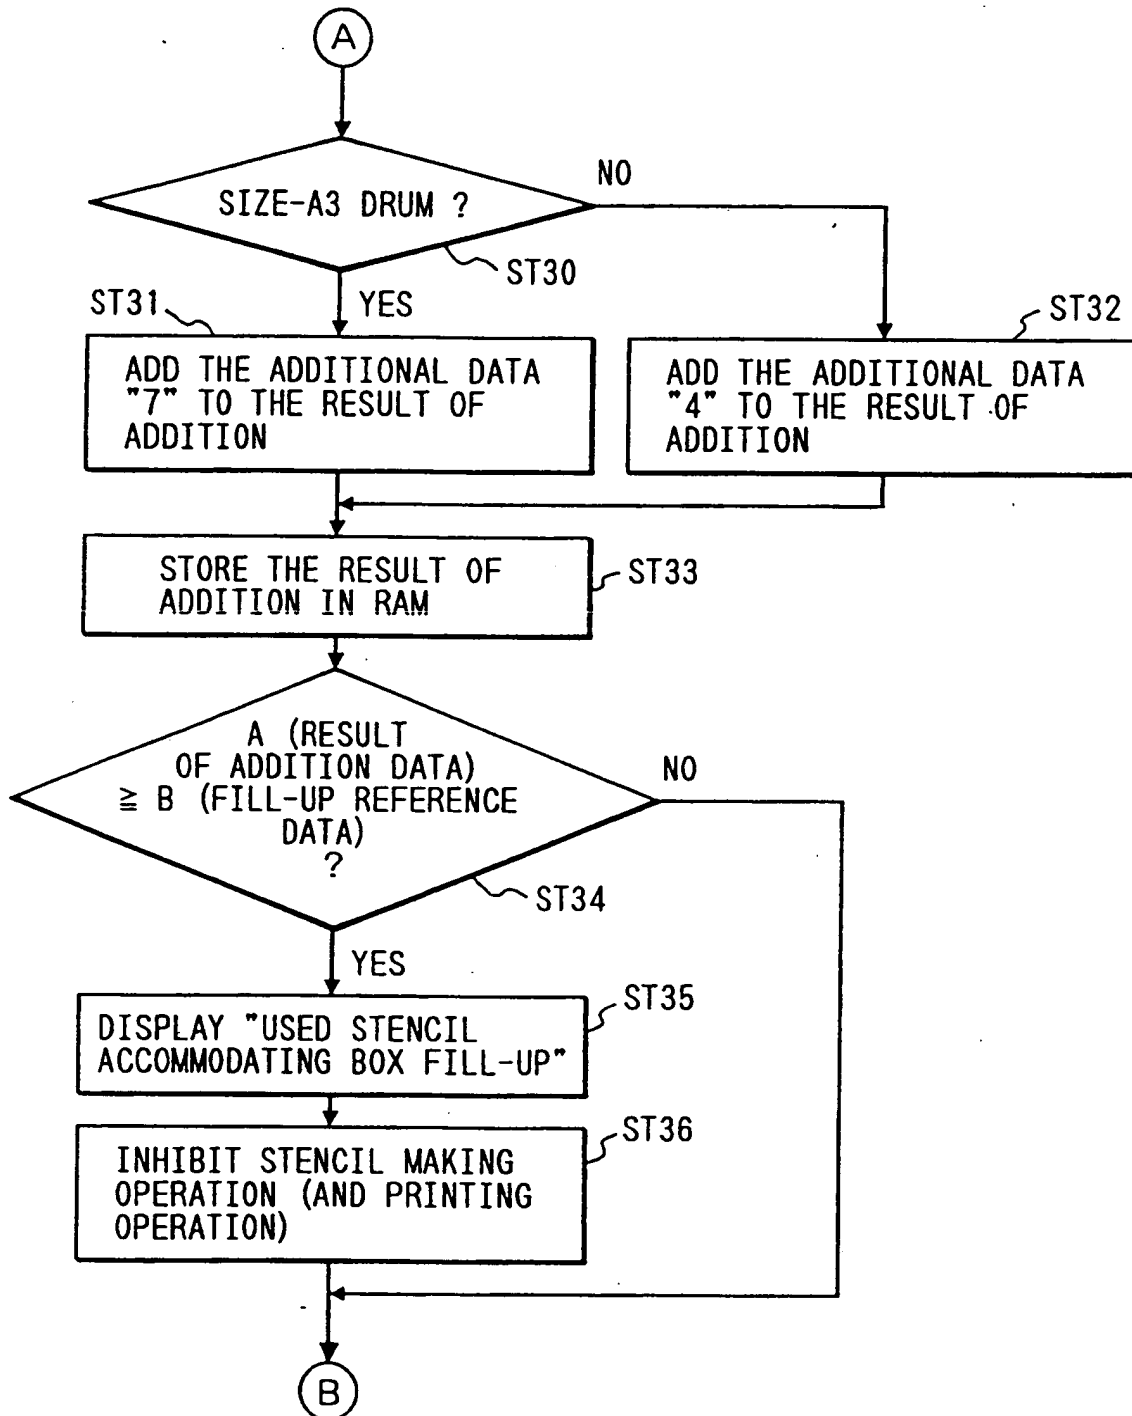 A
SIZE-A3 DRUM ?
NO
ST30
YES
ST31
ST32
ADD THE ADDITIONAL DATA
"7" TO THE RESULT OF
ADDITION
ADD THE ADDITIONAL DATA
"4" TO THE RESULT OF
ADDITION
STORE THE RESULT OF
ADDITION IN RAM
ST33
A (RESULT
OF ADDITION DATA)
≧ B (FILL-UP REFERENCE
DATA)
?
NO
ST34
YES
ST35
DISPLAY "USED STENCIL
ACCOMMODATING BOX FILL-UP"
ST36
INHIBIT STENCIL MAKING
OPERATION (AND PRINTING
OPERATION)
B